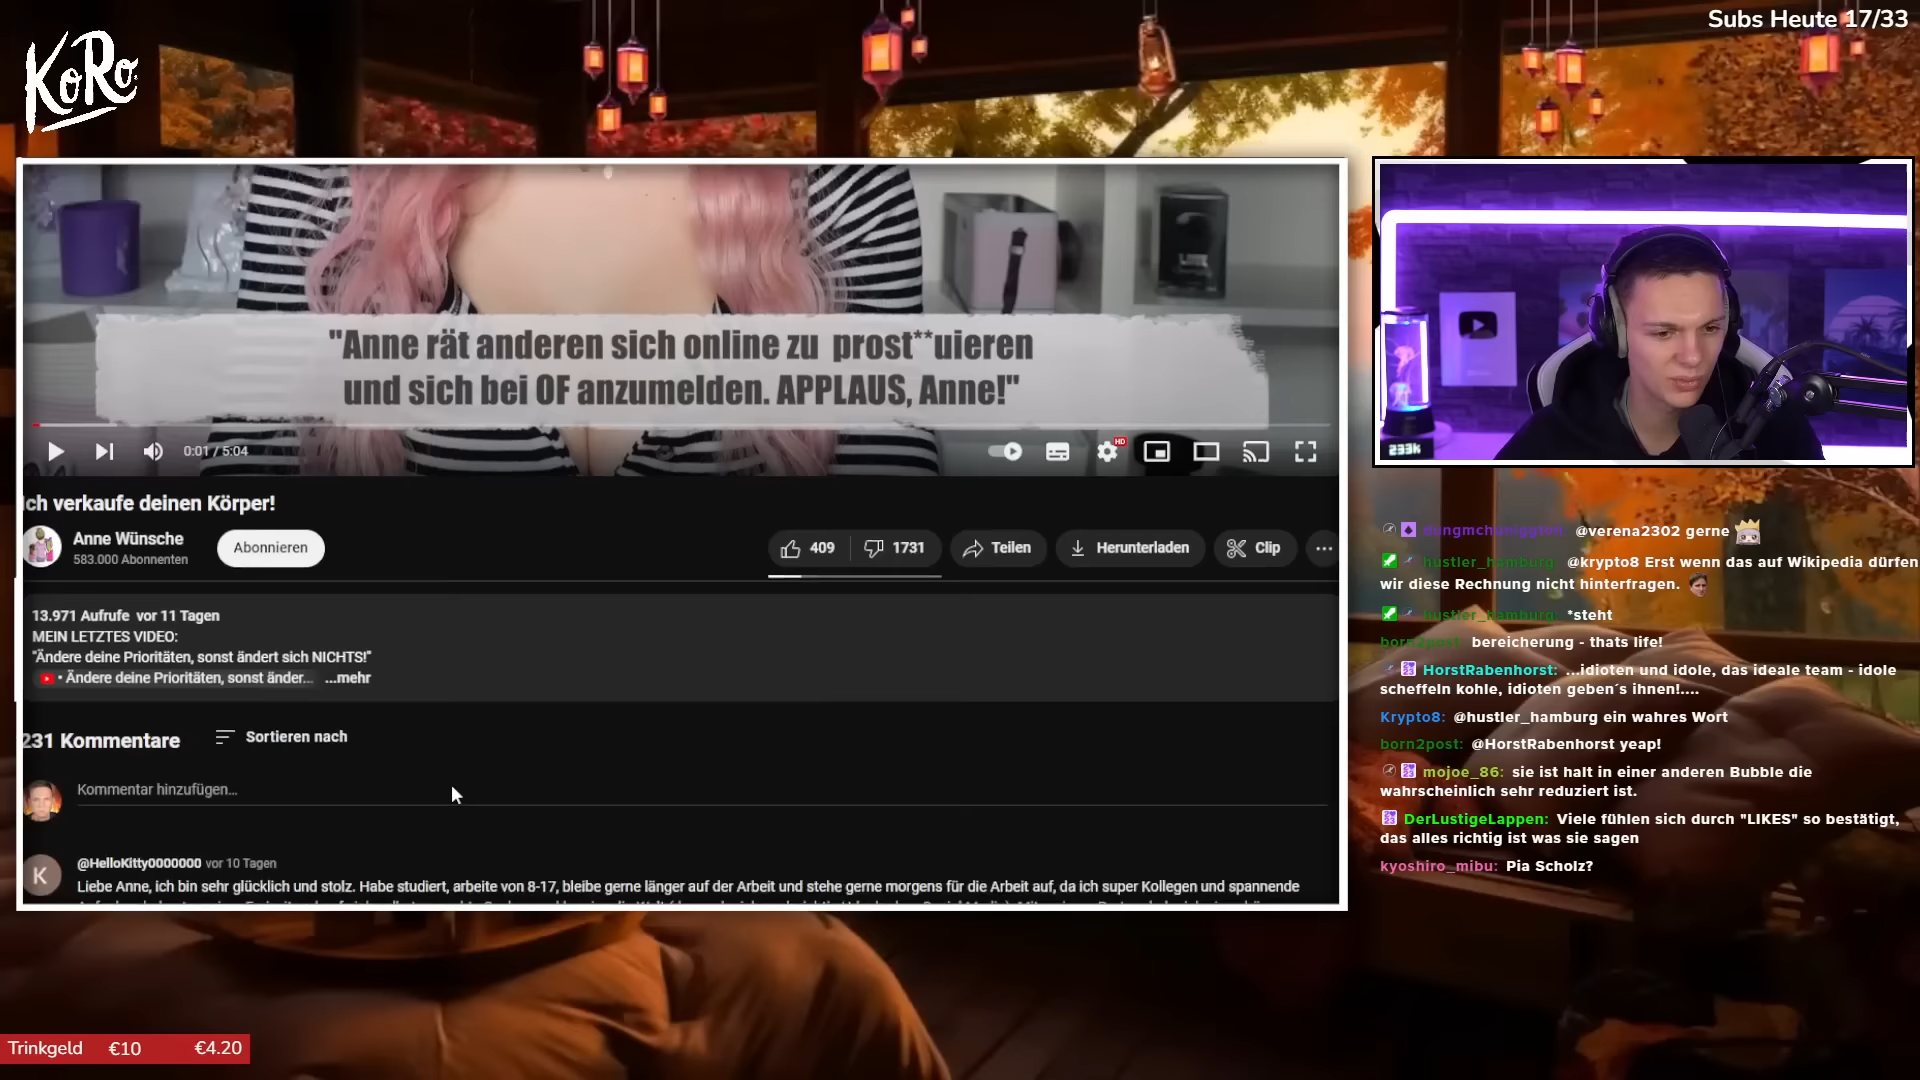 KoRo
Subs Heute 17/33
"Anne rät anderen sich online zu prost**uieren
und sich bei OF anzumelden. APPLAUS, Anne!"
0:01 / 5:04
HD
Ich verkaufe deinen Körper!
Anne Wünsche
583.000 Abonnenten
Abonnieren
409
1731
Teilen
Herunterladen
Clip
13.971 Aufrufe vor 11 Tagen
MEIN LETZTES VIDEO:
"Ändere deine Prioritäten, sonst ändert sich NICHTS!"
• Ändere deine Prioritäten, sonst änder... ...mehr
231 Kommentare
Sortieren nach
Kommentar hinzufügen...
K
@HelloKitty0000000 vor 10 Tagen
Liebe Anne, ich bin sehr glücklich und stolz. Habe studiert, arbeite von 8-17, bleibe gerne länger auf der Arbeit und stehe gerne morgens für die Arbeit auf, da ich super Kollegen und spannende
233k
@verena2302 gerne
hustler_hamburg: @krypto8 Erst wenn das auf Wikipedia dürfen
wir diese Rechnung nicht hinterfragen.
hustler_hamburg: *steht
born2post: bereicherung - thats life!
HorstRabenhorst: ...idioten und idole, das ideale team - idole
scheffeln kohle, idioten geben´s ihnen!....
Krypto8: @hustler_hamburg ein wahres Wort
born2post: @HorstRabenhorst yeap!
mojoe_86: sie ist halt in einer anderen Bubble die
wahrscheinlich sehr reduziert ist.
DerLustigeLappen: Viele fühlen sich durch "LIKES" so bestätigt,
das alles richtig ist was sie sagen
kyoshiro_mibu: Pia Scholz?
Trinkgeld €10 €4.20